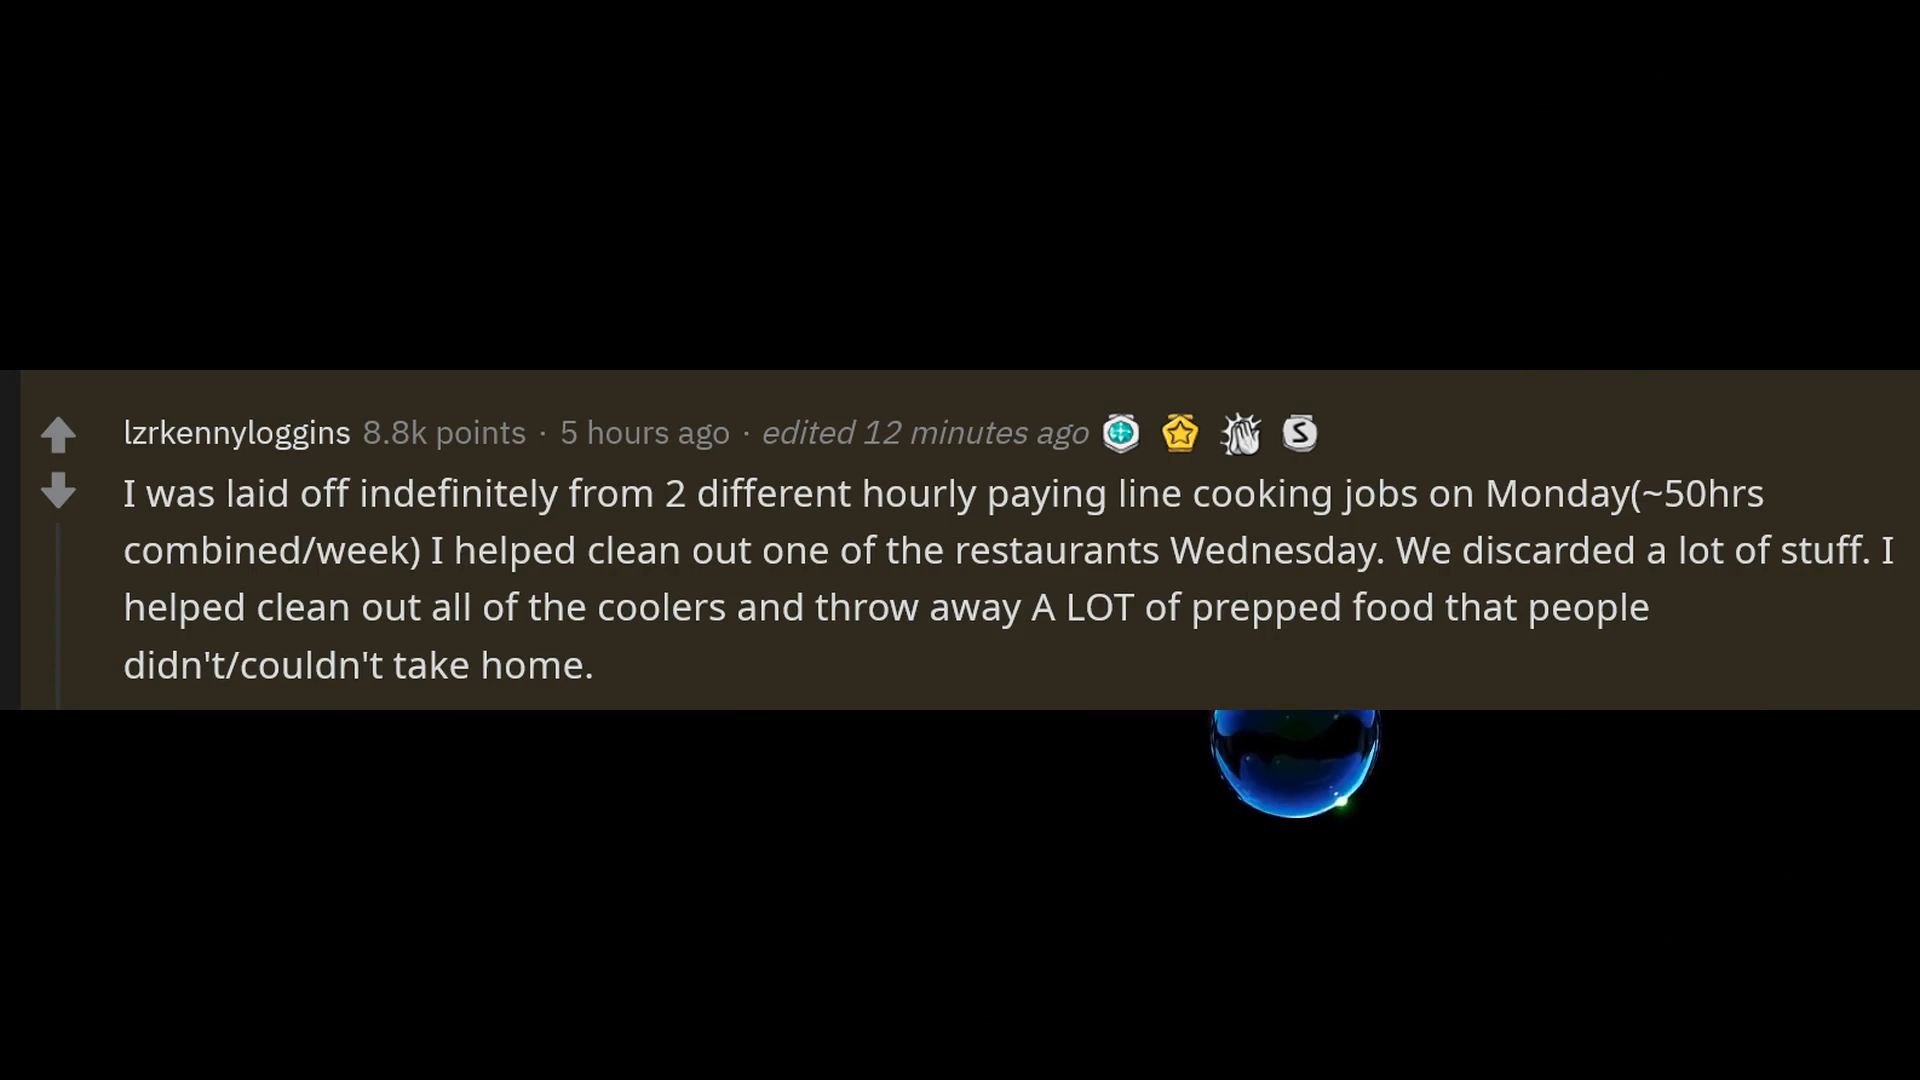 lzrkennyloggins 8.8k points · 5 hours ago · edited 12 minutes ago
I was laid off indefinitely from 2 different hourly paying line cooking jobs on Monday(~50hrs
combined/week) I helped clean out one of the restaurants Wednesday. We discarded a lot of stuff. I
helped clean out all of the coolers and throw away A LOT of prepped food that people
didn't/couldn't take home.